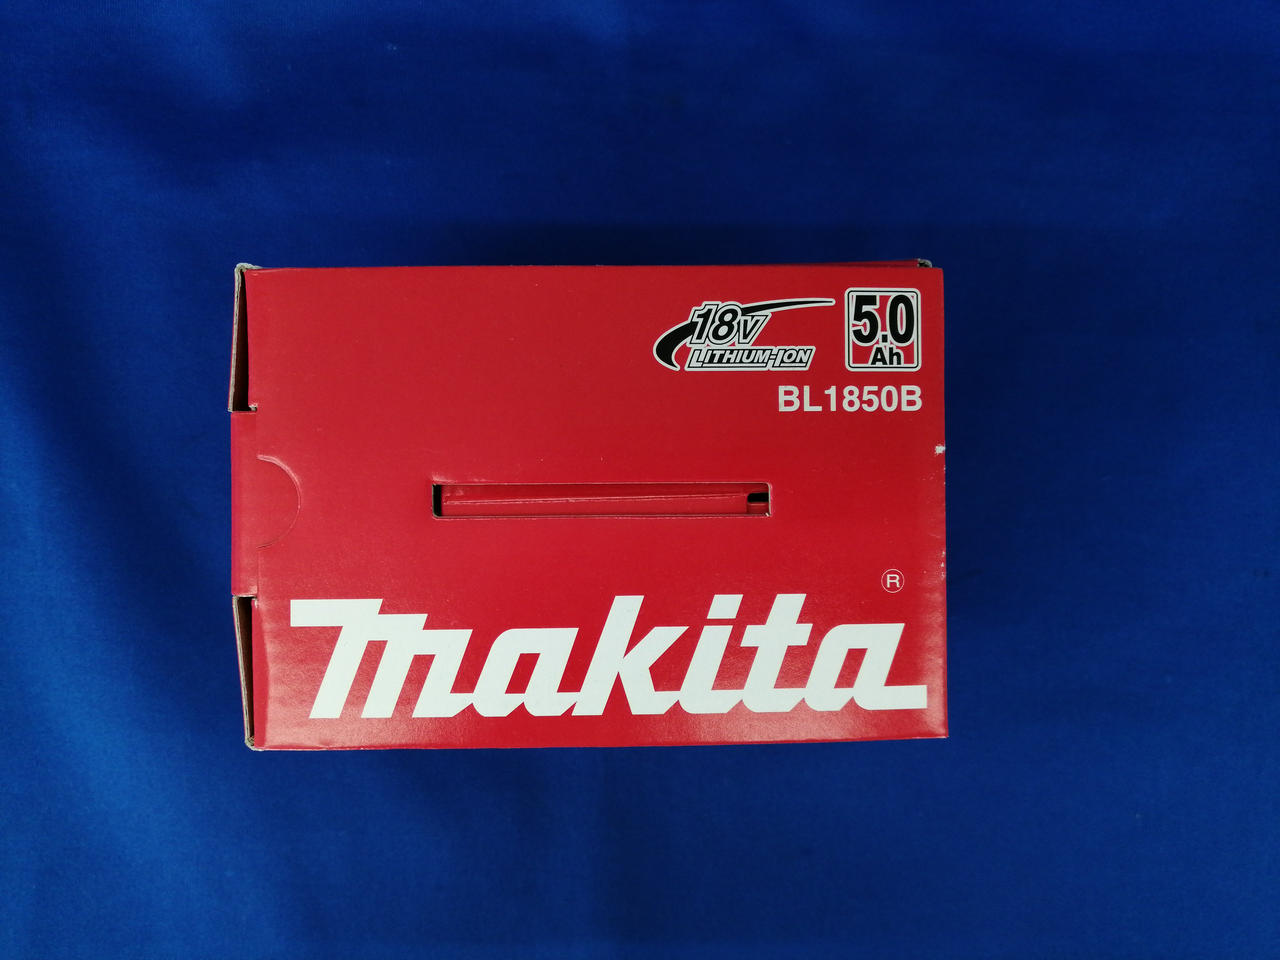 18V
LITHIUM-ION
5.0
Ah
BL1850B
®
makita